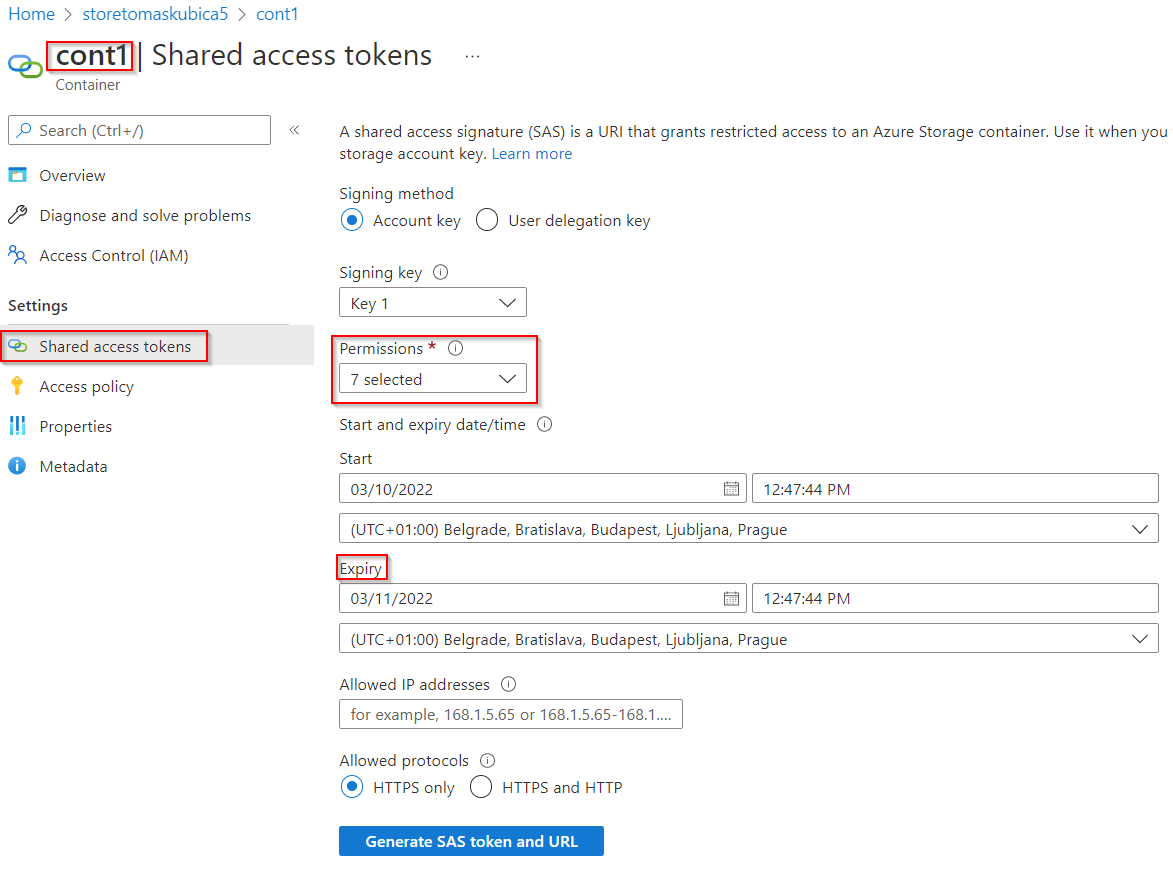 Home > storetomaskubica5 > cont1
cont1 | Shared access tokens ...
Container
Search (Ctrl+/) «
Overview
Diagnose and solve problems
Access Control (IAM)
Settings
Shared access tokens
Access policy
Properties
Metadata
A shared access signature (SAS) is a URI that grants restricted access to an Azure Storage container. Use it when you
storage account key. Learn more
Signing method
Account key User delegation key
Signing key
Key 1
Permissions *
7 selected
Start and expiry date/time
Start
03/10/2022 12:47:44 PM
(UTC+01:00) Belgrade, Bratislava, Budapest, Ljubljana, Prague
Expiry
03/11/2022 12:47:44 PM
(UTC+01:00) Belgrade, Bratislava, Budapest, Ljubljana, Prague
Allowed IP addresses
for example, 168.1.5.65 or 168.1.5.65-168.1....
Allowed protocols
HTTPS only HTTPS and HTTP
Generate SAS token and URL